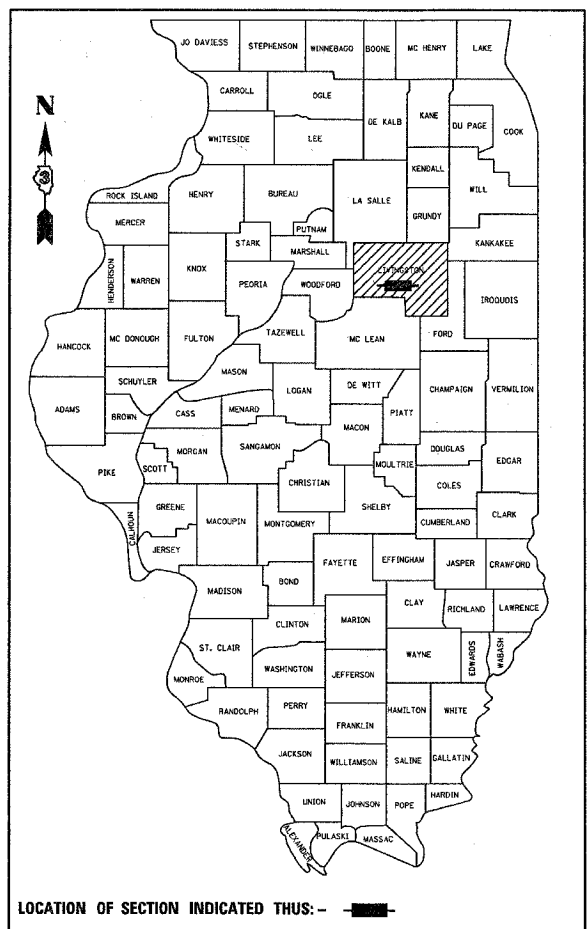 JO DAVIESS STEPHENSON WINNEBAGO BOONE MC HENRY LAKE
CARROLL OGLE
N DE KALB KANE DU PAGE COOK
WHITESIDE LEE
KENDALL WILL
ROCK ISLAND HENRY BUREAU LA SALLE GRUNDY
MERCER PUTNAM
STARK MARSHALL KANKAKEE
HENDERSON WARREN KNOX PEORIA WOODFORD LIVINGSTON IROQUOIS
HANCOCK MC DONOUGH FULTON TAZEWELL MC LEAN FORD
MASON
SCHUYLER LOGAN DE WITT CHAMPAIGN VERMILION
ADAMS BROWN CASS MENARD MACON PIATT
MORGAN SANGAMON DOUGLAS
PIKE SCOTT CHRISTIAN MOULTRIE EDGAR
COLES
GREENE MACOUPIN MONTGOMERY SHELBY CLARK
CALHOUN CUMBERLAND
JERSEY FAYETTE EFFINGHAM JASPER CRAWFORD
MADISON BOND CLAY
RICHLAND LAWRENCE
CLINTON MARION
ST. CLAIR WAYNE EDWARDS WABASH
WASHINGTON JEFFERSON
MONROE
RANDOLPH PERRY HAMILTON WHITE
FRANKLIN
JACKSON WILLIAMSON SALINE GALLATIN
HARDIN
UNION JOHNSON POPE
ALEXANDER PULASKI MASSAC
LOCATION OF SECTION INDICATED THUS: -